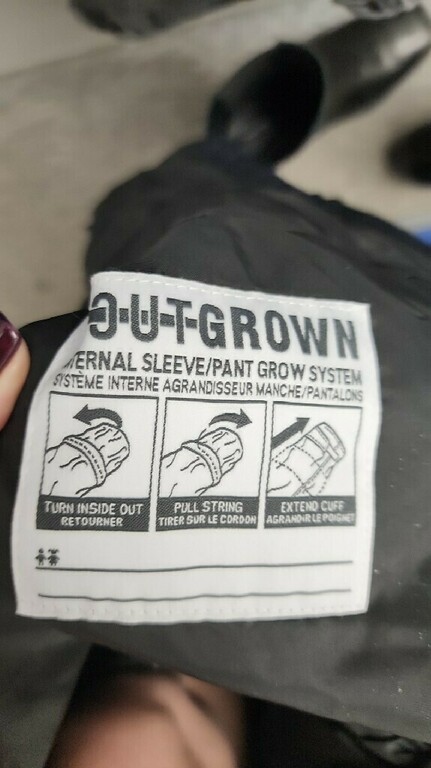 O-U-T-GROWN
INTERNAL SLEEVE/PANT GROW SYSTEM
SYSTÈME INTERNE AGRANDISSEUR MANCHE/PANTALONS
TURN INSIDE OUT
RETOURNER
PULL STRING
TIRER SUR LE CORDON
EXTEND CUFF
AGRANDIR LE POIGNET